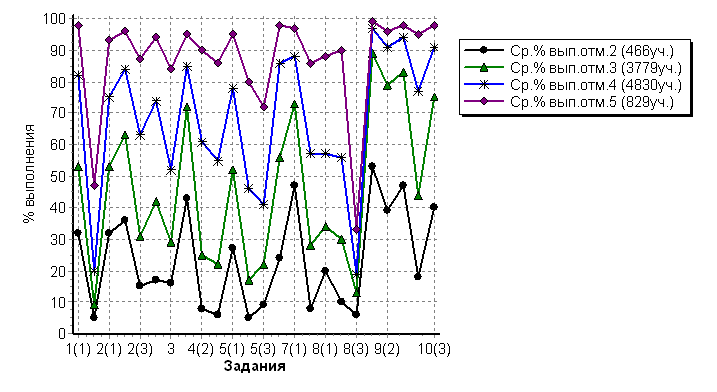 100
90
80
70
60
50
40
30
20
10
0
% выполнения
1(1) 2(1) 2(3) 3 4(2) 5(1) 5(3) 7(1) 8(1) 8(3) 9(2) 10(3)
Задания
Ср.% вып.отм.2 (466уч.)
Ср.% вып.отм.3 (3779уч.)
Ср.% вып.отм.4 (4830уч.)
Ср.% вып.отм.5 (829уч.)